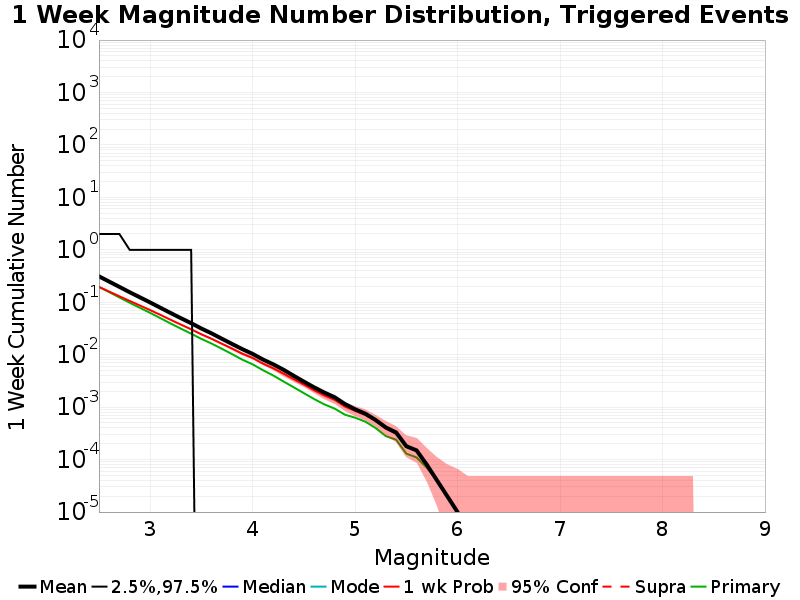 1 Week Magnitude Number Distribution, Triggered Events
1 Week Cumulative Number
10^4
10^3
10^2
10^1
10^0
10^-1
10^-2
10^-3
10^-4
10^-5
3 4 5 6 7 8 9
Magnitude
Mean 2.5%,97.5% Median Mode 1 wk Prob 95% Conf Supra Primary